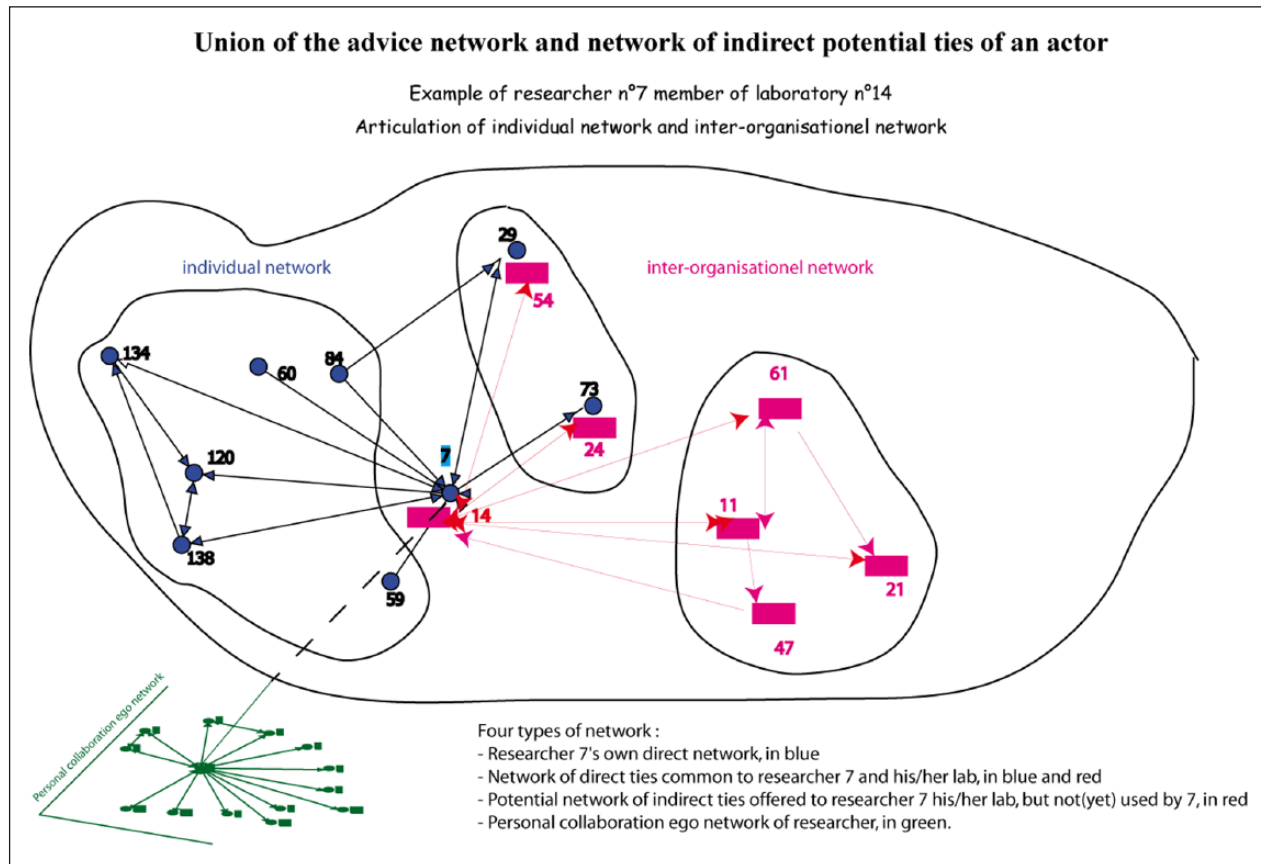 Union of the advice network and network of indirect potential ties of an actor
Example of researcher n°7 member of laboratory n°14
Articulation of individual network and inter-organisationel network
individual network
inter-organisationel network
29
54
134
60
84
73
24
61
120
7
14
11
138
59
21
47
Personal collaboration ego network
Four types of network :
- Researcher 7's own direct network, in blue
- Network of direct ties common to researcher 7 and his/her lab, in blue and red
- Potential network of indirect ties offered to researcher 7 his/her lab, but not(yet) used by 7, in red
- Personal collaboration ego network of researcher, in green.